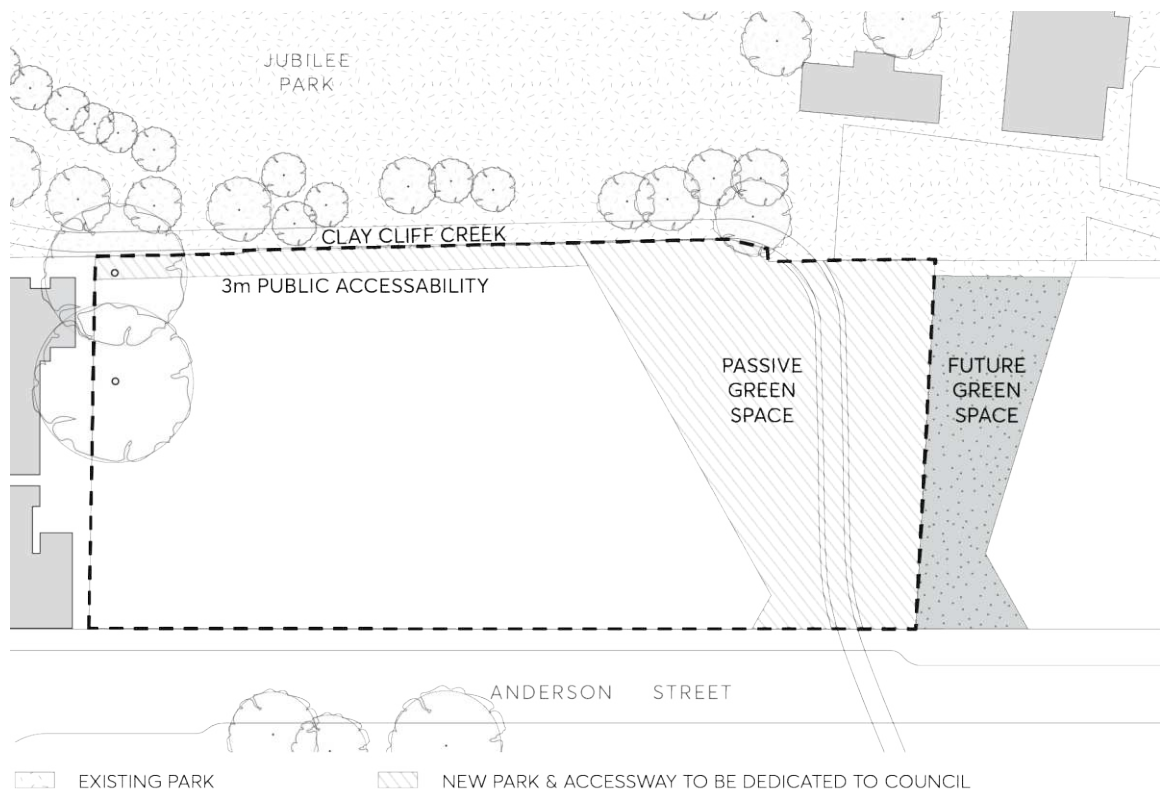 JUBILEE
PARK
CLAY CLIFF CREEK
3m PUBLIC ACCESSABILITY
PASSIVE
GREEN
SPACE
FUTURE
GREEN
SPACE
ANDERSON STREET
EXISTING PARK
NEW PARK & ACCESSWAY TO BE DEDICATED TO COUNCIL